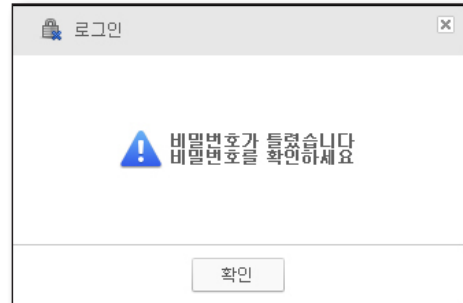 로그인
비밀번호가 틀렸습니다
비밀번호를 확인하세요
확인